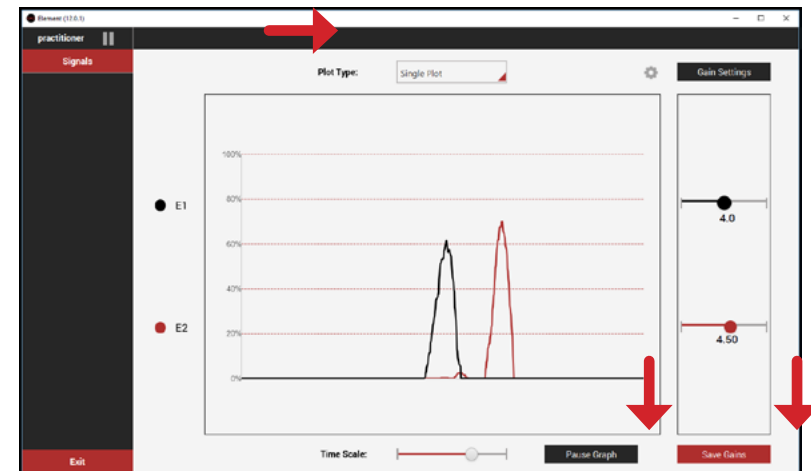 Element (12.0.1)
practitioner
Signals
Plot Type:
Single Plot
Gain Settings
100%
80%
60%
40%
20%
0%
E1
E2
4.0
4.50
Time Scale:
Pause Graph
Save Gains
Exit